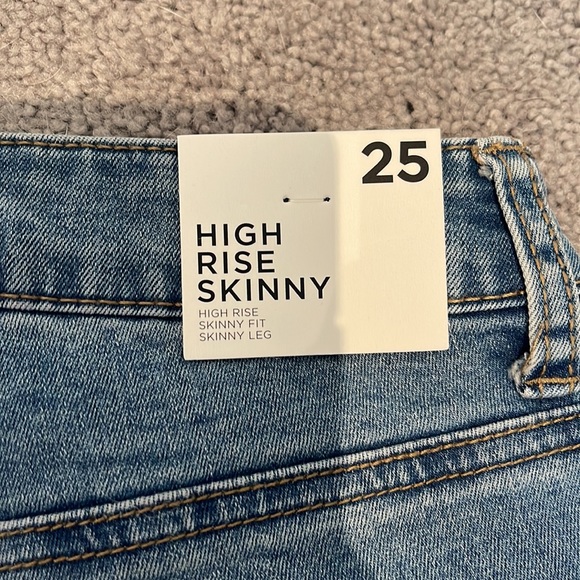 25
HIGH
RISE
SKINNY
HIGH RISE
SKINNY FIT
SKINNY LEG